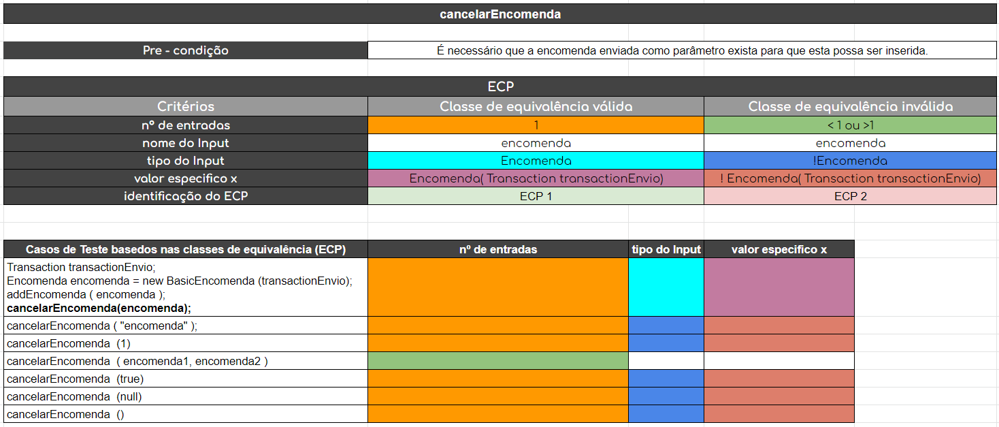 cancelarEncomenda
Pre - condição É necessário que a encomenda enviada como parâmetro exista para que esta possa ser inserida.
ECP
Critérios Classe de equivalência válida Classe de equivalência inválida
nº de entradas 1 < 1 ou >1
nome do Input encomenda encomenda
tipo do Input Encomenda !Encomenda
valor especifico x Encomenda( Transaction transactionEnvio) ! Encomenda( Transaction transactionEnvio)
identificação do ECP ECP 1 ECP 2
Casos de Teste basedos nas classes de equivalência (ECP) nº de entradas tipo do Input valor especifico x
Transaction transactionEnvio;
Encomenda encomenda = new BasicEncomenda (transactionEnvio);
addEncomenda ( encomenda );
cancelarEncomenda(encomenda);
cancelarEncomenda ( "encomenda" );
cancelarEncomenda (1)
cancelarEncomenda ( encomenda1, encomenda2 )
cancelarEncomenda (true)
cancelarEncomenda (null)
cancelarEncomenda ()